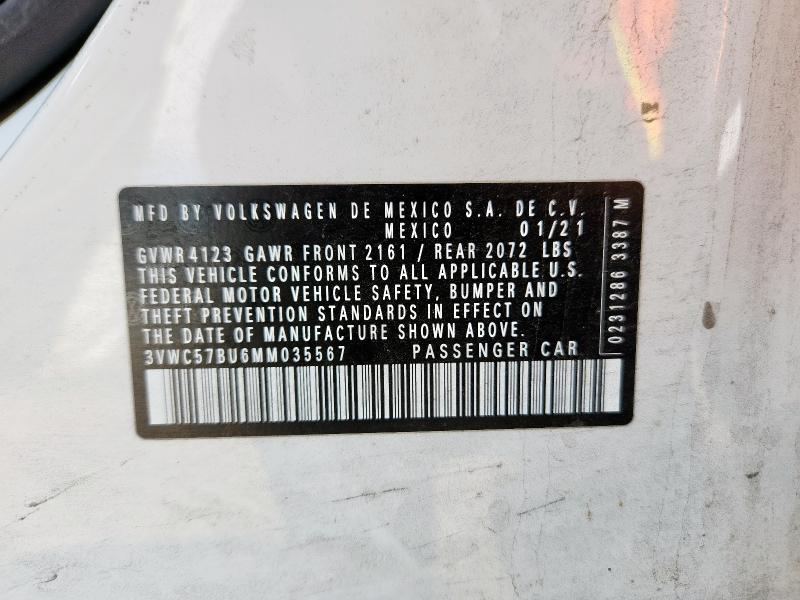 MFD BY VOLKSWAGEN DE MEXICO S.A. DE C.V.
MEXICO 01/21
GVWR 4123 GAWR FRONT 2161 / REAR 2072 LBS
THIS VEHICLE CONFORMS TO ALL APPLICABLE U.S.
FEDERAL MOTOR VEHICLE SAFETY, BUMPER AND
THEFT PREVENTION STANDARDS IN EFFECT ON
THE DATE OF MANUFACTURE SHOWN ABOVE.
3VWC57BU6MM035567 PASSENGER CAR
0231286 3387 M